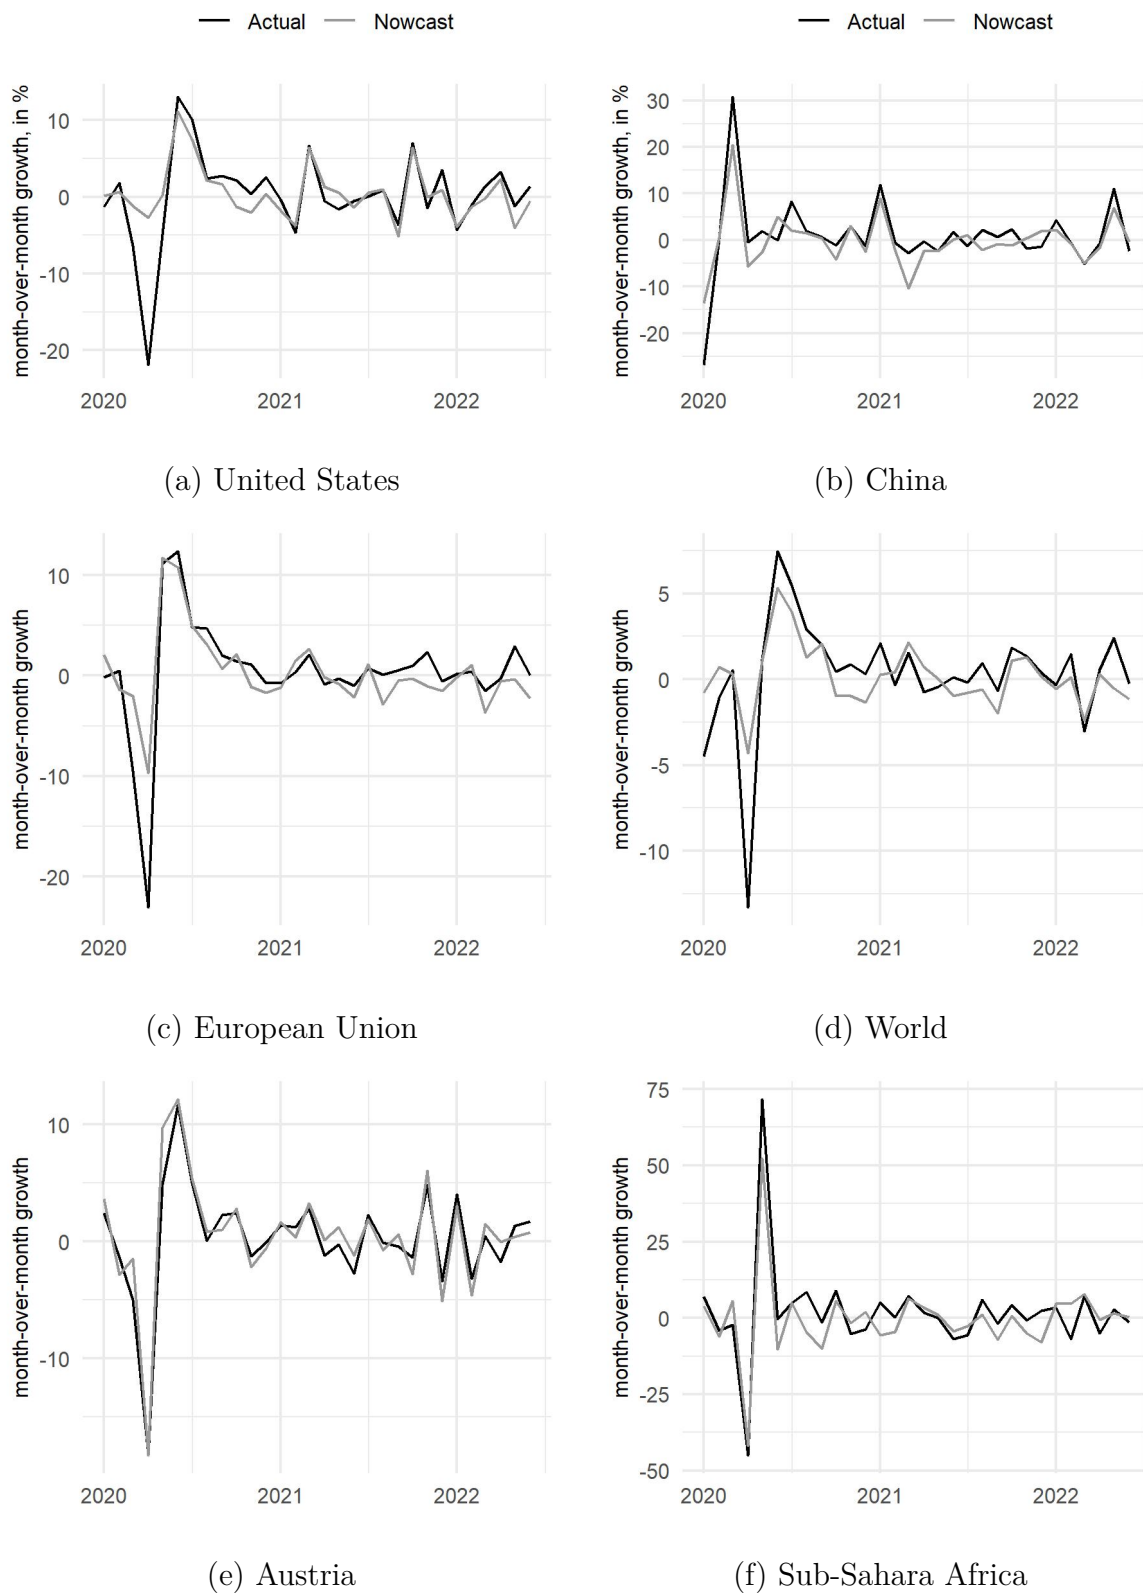 Actual Nowcast
Actual Nowcast
month-over-month growth, in %
10
0
-10
-20
2020 2021 2022
month-over-month growth, in %
30
20
10
0
-10
-20
2020 2021 2022
(a) United States
(b) China
month-over-month growth
10
0
-10
-20
2020 2021 2022
month-over-month growth
5
0
-5
-10
2020 2021 2022
(c) European Union
(d) World
month-over-month growth
10
0
-10
2020 2021 2022
month-over-month growth
75
50
25
0
-25
-50
2020 2021 2022
(e) Austria
(f) Sub-Sahara Africa